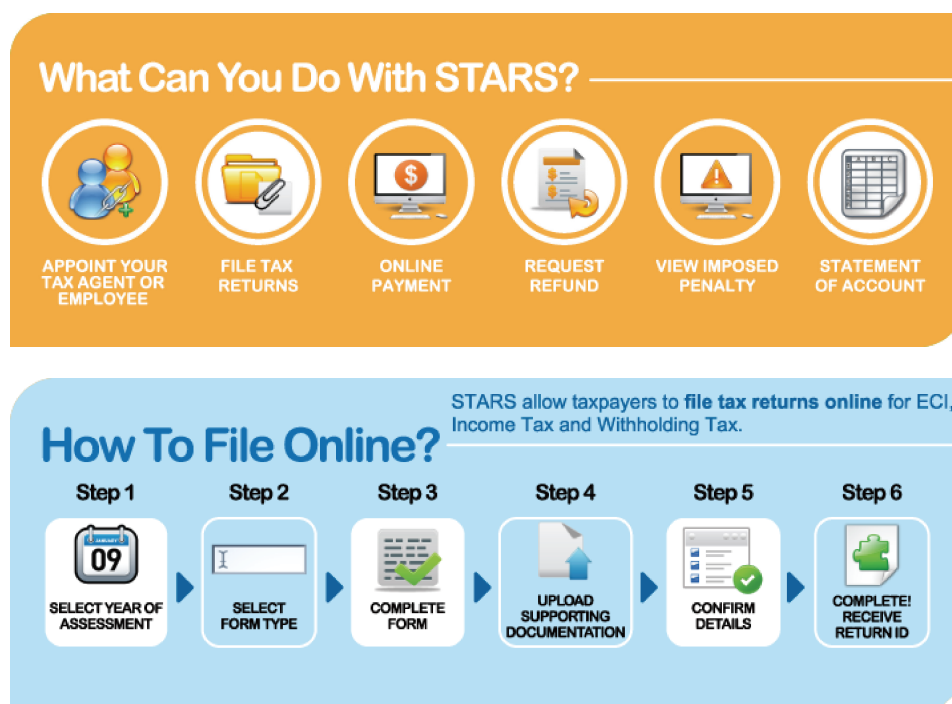 What Can You Do With STARS?
APPOINT YOUR
TAX AGENT OR
EMPLOYEE
FILE TAX
RETURNS
ONLINE
PAYMENT
REQUEST
REFUND
VIEW IMPOSED
PENALTY
STATEMENT
OF ACCOUNT
How To File Online?
STARS allow taxpayers to file tax returns online for ECI,
Income Tax and Withholding Tax.
Step 1
JANUARY
09
SELECT YEAR OF
ASSESSMENT
Step 2
SELECT
FORM TYPE
Step 3
COMPLETE
FORM
Step 4
UPLOAD
SUPPORTING
DOCUMENTATION
Step 5
CONFIRM
DETAILS
Step 6
COMPLETE!
RECEIVE
RETURN ID